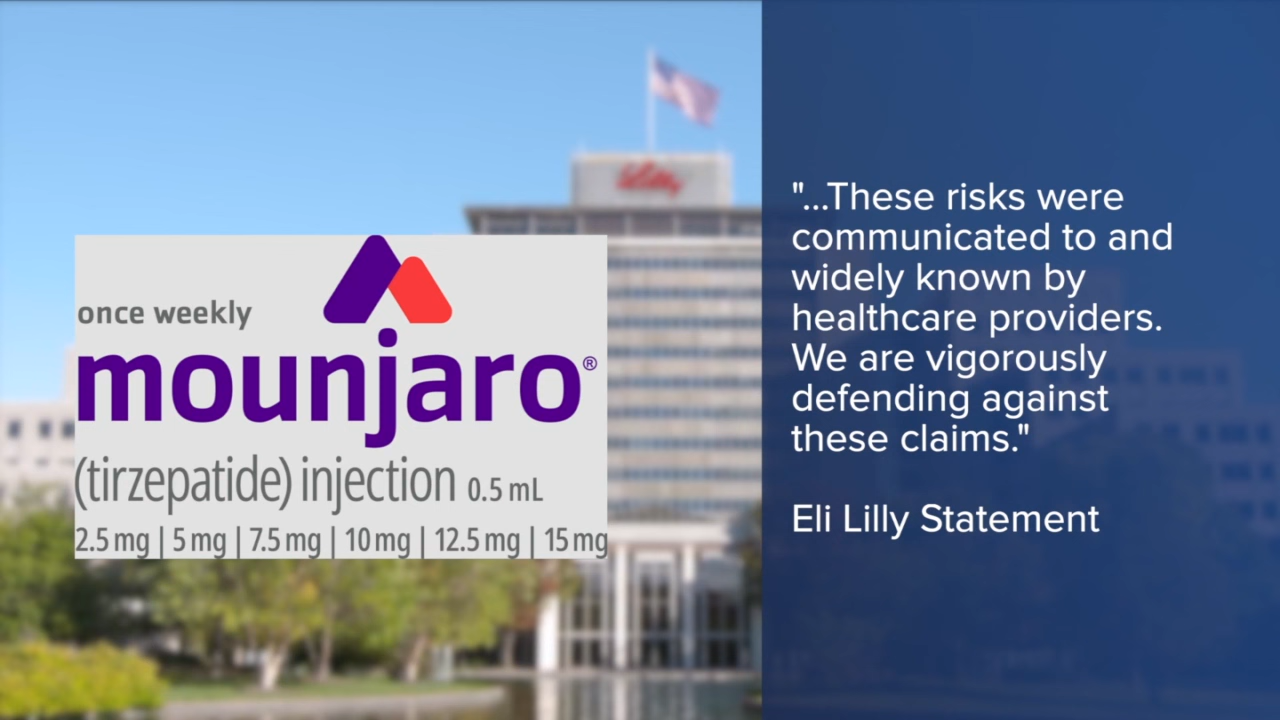 Lilly
once weekly
mounjaro®
(tirzepatide) injection 0.5 mL
2.5 mg | 5 mg | 7.5 mg | 10 mg | 12.5 mg | 15 mg
"...These risks were
communicated to and
widely known by
healthcare providers.
We are vigorously
defending against
these claims."
Eli Lilly Statement